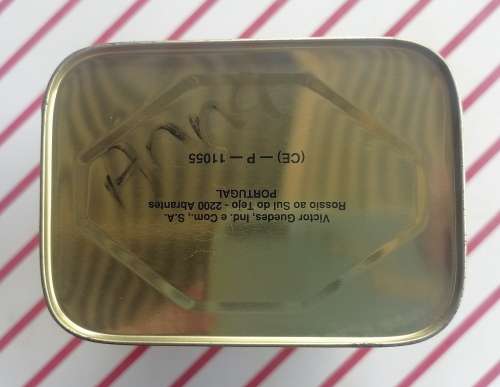 Victor Guedes, Ind. e Com., S.A.
Rossio ao Sul do Tejo - 2200 Abrantes
PORTUGAL
(CE) — P — 11055